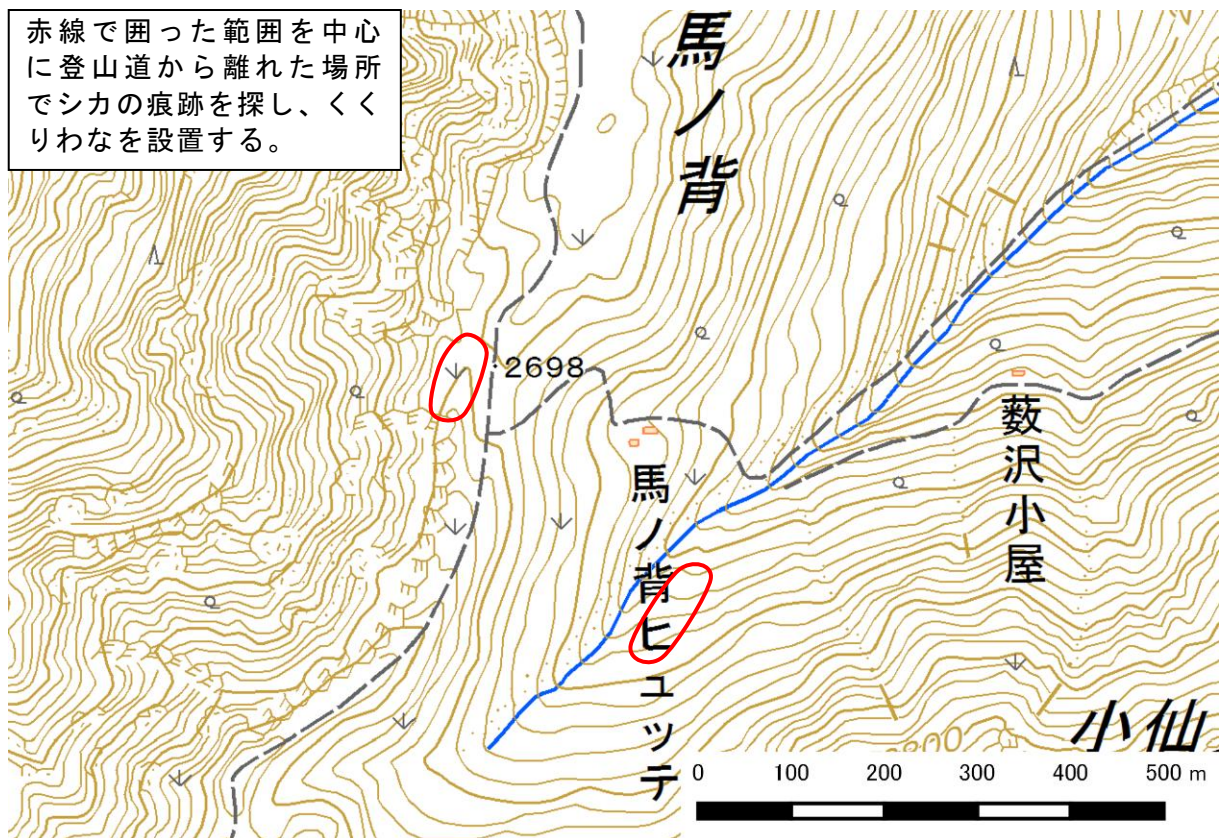 赤線で囲った範囲を中心
に登山道から離れた場所
でシカの痕跡を探し、くく
りわなを設置する。
馬ノ背
2698
馬ノ背ヒュッテ
薮沢小屋
小仙
2800
0 100 200 300 400 500 m